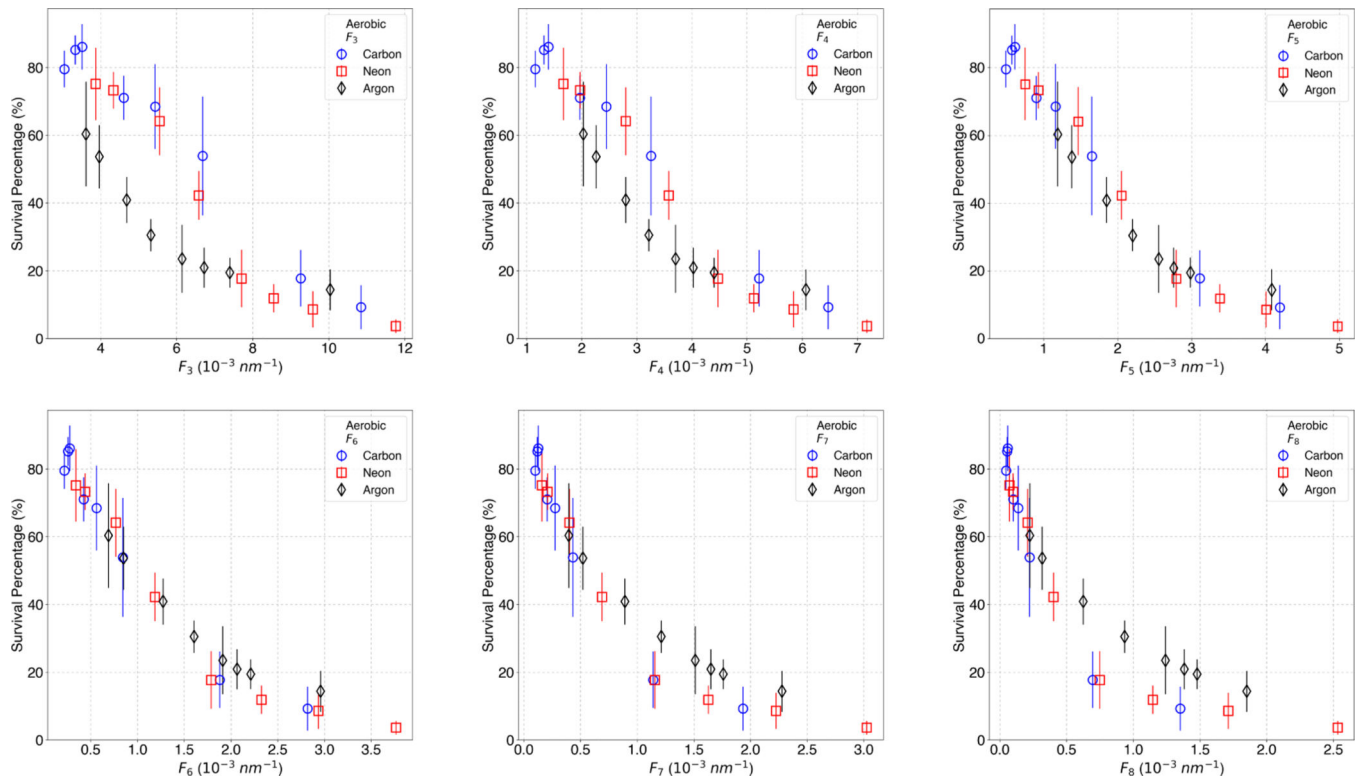 Aerobic
F3
Carbon
Neon
Argon
Survival Percentage (%)
80
60
40
20
0
4 6 8 10 12
F3 (10−3 nm−1)
Aerobic
F4
Carbon
Neon
Argon
Survival Percentage (%)
80
60
40
20
0
1 2 3 4 5 6 7
F4 (10−3 nm−1)
Aerobic
F5
Carbon
Neon
Argon
Survival Percentage (%)
80
60
40
20
0
1 2 3 4 5
F5 (10−3 nm−1)
Aerobic
F6
Carbon
Neon
Argon
Survival Percentage (%)
80
60
40
20
0
0.5 1.0 1.5 2.0 2.5 3.0 3.5
F6 (10−3 nm−1)
Aerobic
F7
Carbon
Neon
Argon
Survival Percentage (%)
80
60
40
20
0
0.0 0.5 1.0 1.5 2.0 2.5 3.0
F7 (10−3 nm−1)
Aerobic
F8
Carbon
Neon
Argon
Survival Percentage (%)
80
60
40
20
0
0.0 0.5 1.0 1.5 2.0 2.5
F8 (10−3 nm−1)